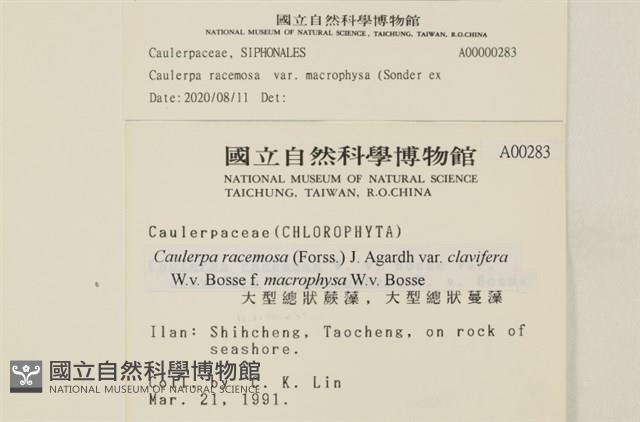 國立自然科學博物館
NATIONAL MUSEUM OF NATURAL SCIENCE, TAICHUNG, TAIWAN, R.O.CHINA
Caulerpaceae, SIPHONALES A00000283
Caulerpa racemosa var. macrophysa (Sonder ex
Date:2020/08/11 Det:
國立自然科學博物館 A00283
NATIONAL MUSEUM OF NATURAL SCIENCE
TAICHUNG, TAIWAN, R.O.CHINA
Caulerpaceae(CHLOROPHYTA)
Caulerpa racemosa (Forss.) J. Agardh var. clavifera
W.v. Bosse f. macrophysa W.v. Bosse
大型總狀蕨藻，大型總狀蔓藻
Ilan: Shihcheng, Taocheng, on rock of
seashore.
國立自然科學博物館
NATIONAL MUSEUM OF NATURAL SCIENCE
Coll. by K. Lin
Mar. 21, 1991.